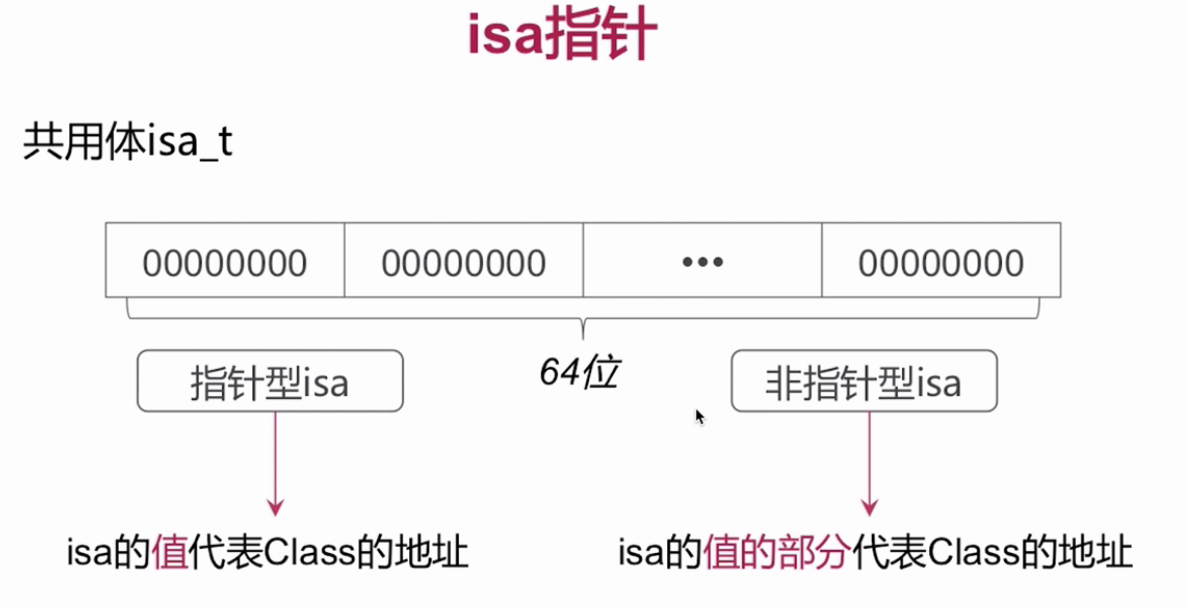 isa指针
共用体isa_t
00000000 00000000 ••• 00000000
64位
指针型isa 非指针型isa
isa的值代表Class的地址 isa的值的部分代表Class的地址